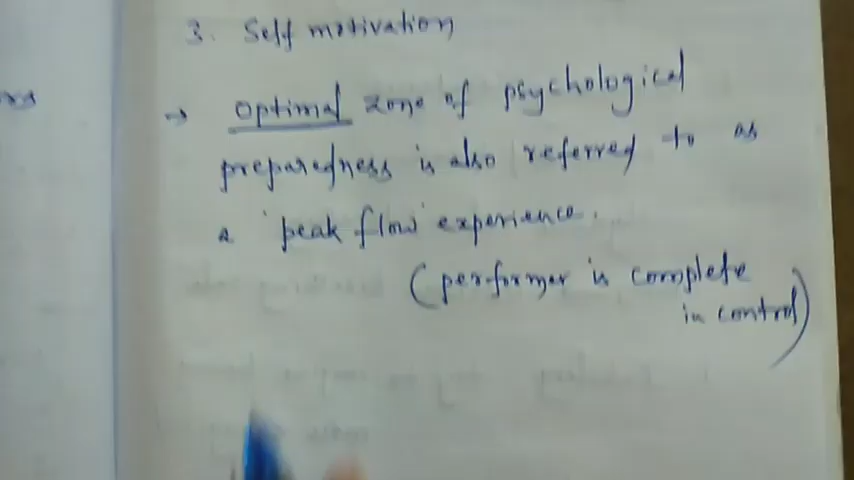 3. Self motivation
→ Optimal zone of psychological
preparedness is also referred to as
a 'peak flow' experience.
(performer is complete
in control)